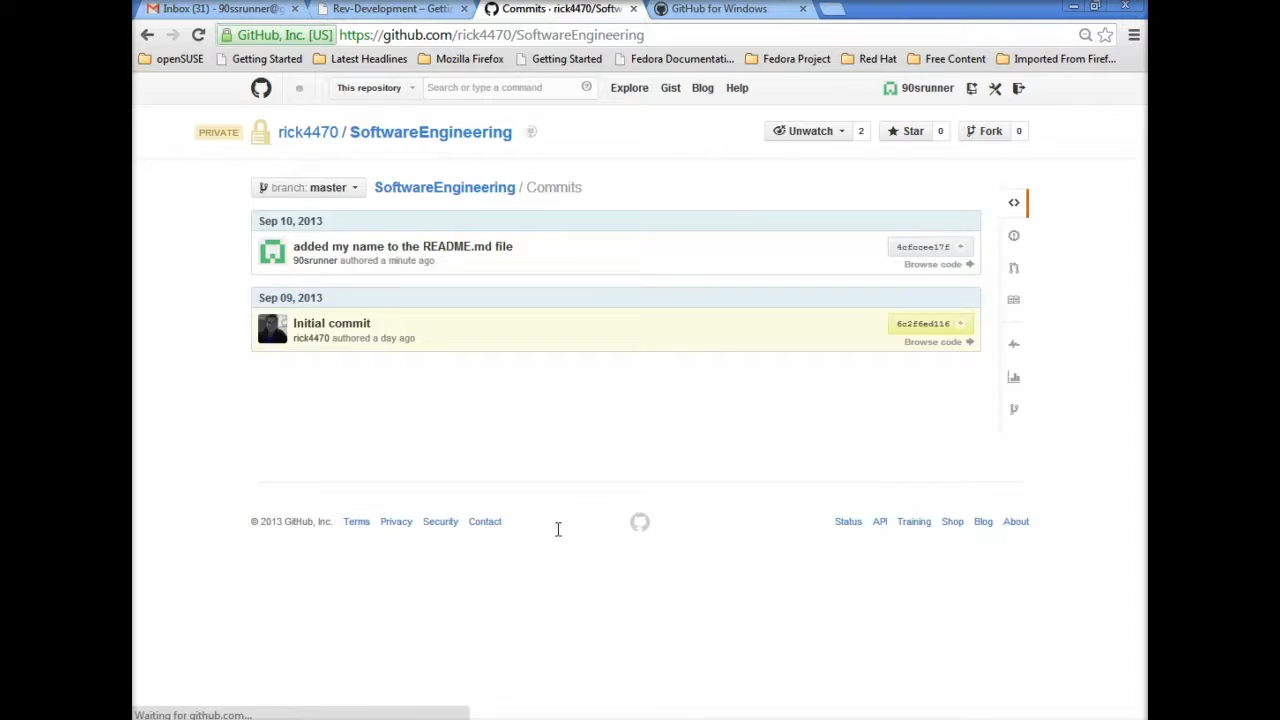 Inbox (31) - 90ssrunner@g
Rev-Development – Gettin
Commits · rick4470/Softw
GitHub for Windows
GitHub, Inc. [US] https://github.com/rick4470/SoftwareEngineering
openSUSE Getting Started Latest Headlines Mozilla Firefox Getting Started Fedora Documentati... Fedora Project Red Hat Free Content Imported From Firef...
This repository Search or type a command Explore Gist Blog Help 90ssrunner
PRIVATE rick4470 / SoftwareEngineering Unwatch 2 Star 0 Fork 0
branch: master SoftwareEngineering / Commits
Sep 10, 2013
added my name to the README.md file
90srunner authored a minute ago
Browse code
Sep 09, 2013
Initial commit 6c2f6ed116
rick4470 authored a day ago
Browse code
© 2013 GitHub, Inc. Terms Privacy Security Contact Status API Training Shop Blog About
Waiting for github.com...